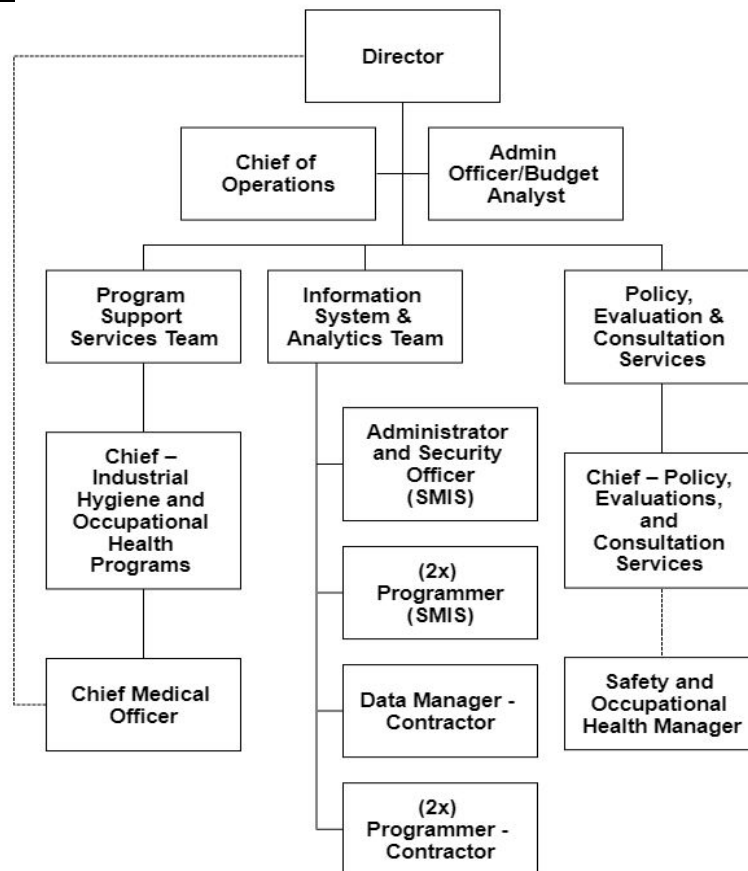 Director
Chief of
Operations
Admin
Officer/Budget
Analyst
Program
Support
Services Team
Information
System &
Analytics Team
Policy,
Evaluation &
Consultation
Services
Chief –
Industrial
Hygiene and
Occupational
Health
Programs
Administrator
and Security
Officer
(SMIS)
Chief – Policy,
Evaluations,
and
Consultation
Services
(2x)
Programmer
(SMIS)
Chief Medical
Officer
Data Manager -
Contractor
Safety and
Occupational
Health Manager
(2x)
Programmer -
Contractor